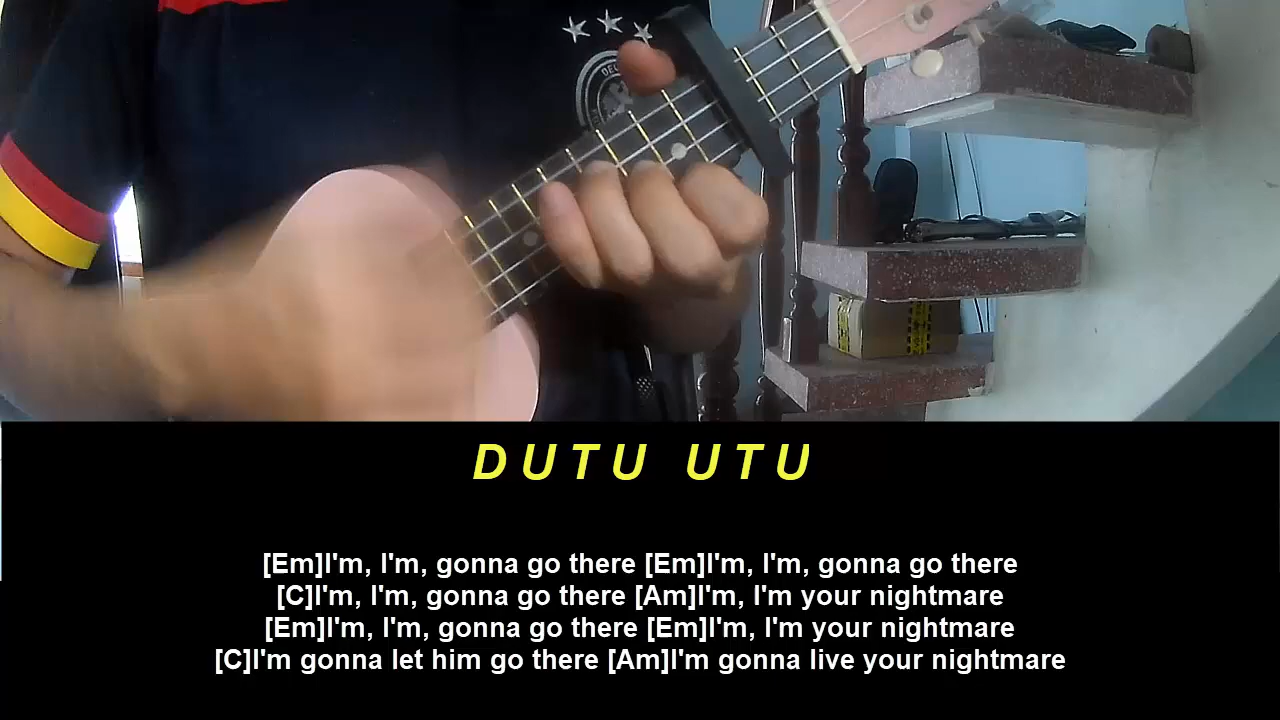 D U T U U T U
[Em]I'm, I'm, gonna go there [Em]I'm, I'm, gonna go there
[C]I'm, I'm, gonna go there [Am]I'm, I'm your nightmare
[Em]I'm, I'm, gonna go there [Em]I'm, I'm your nightmare
[C]I'm gonna let him go there [Am]I'm gonna live your nightmare